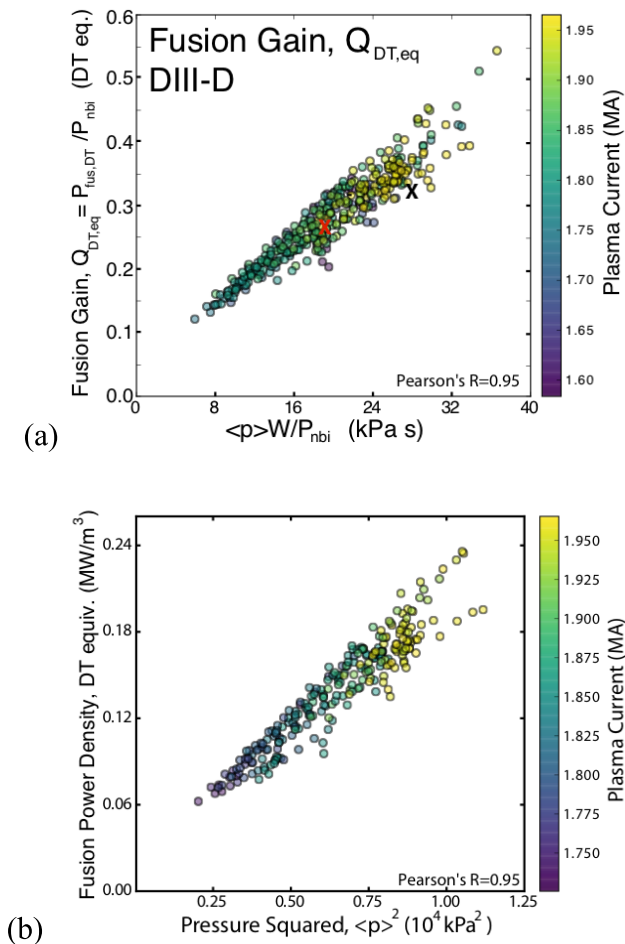 Fusion Gain, Q_DT,eq
DIII-D
Fusion Gain, Q_DT,eq = P_fus,DT /P_nbi (DT eq.)
0.6
0.5
0.4
0.3
0.2
0.1
0.0
X
X
Pearson's R=0.95
0 8 16 24 32 40
<p>W/P_nbi (kPa s)
1.95
1.90
1.85
1.80
1.75
1.70
1.65
1.60
Plasma Current (MA)
(a)
Fusion Power Density, DT equiv. (MW/m³)
0.24
0.18
0.12
0.06
0.00
Pearson's R=0.95
0.25 0.50 0.75 1.00 1.25
Pressure Squared, <p>² (10⁴ kPa²)
1.950
1.925
1.900
1.875
1.850
1.825
1.800
1.775
1.750
Plasma Current (MA)
(b)